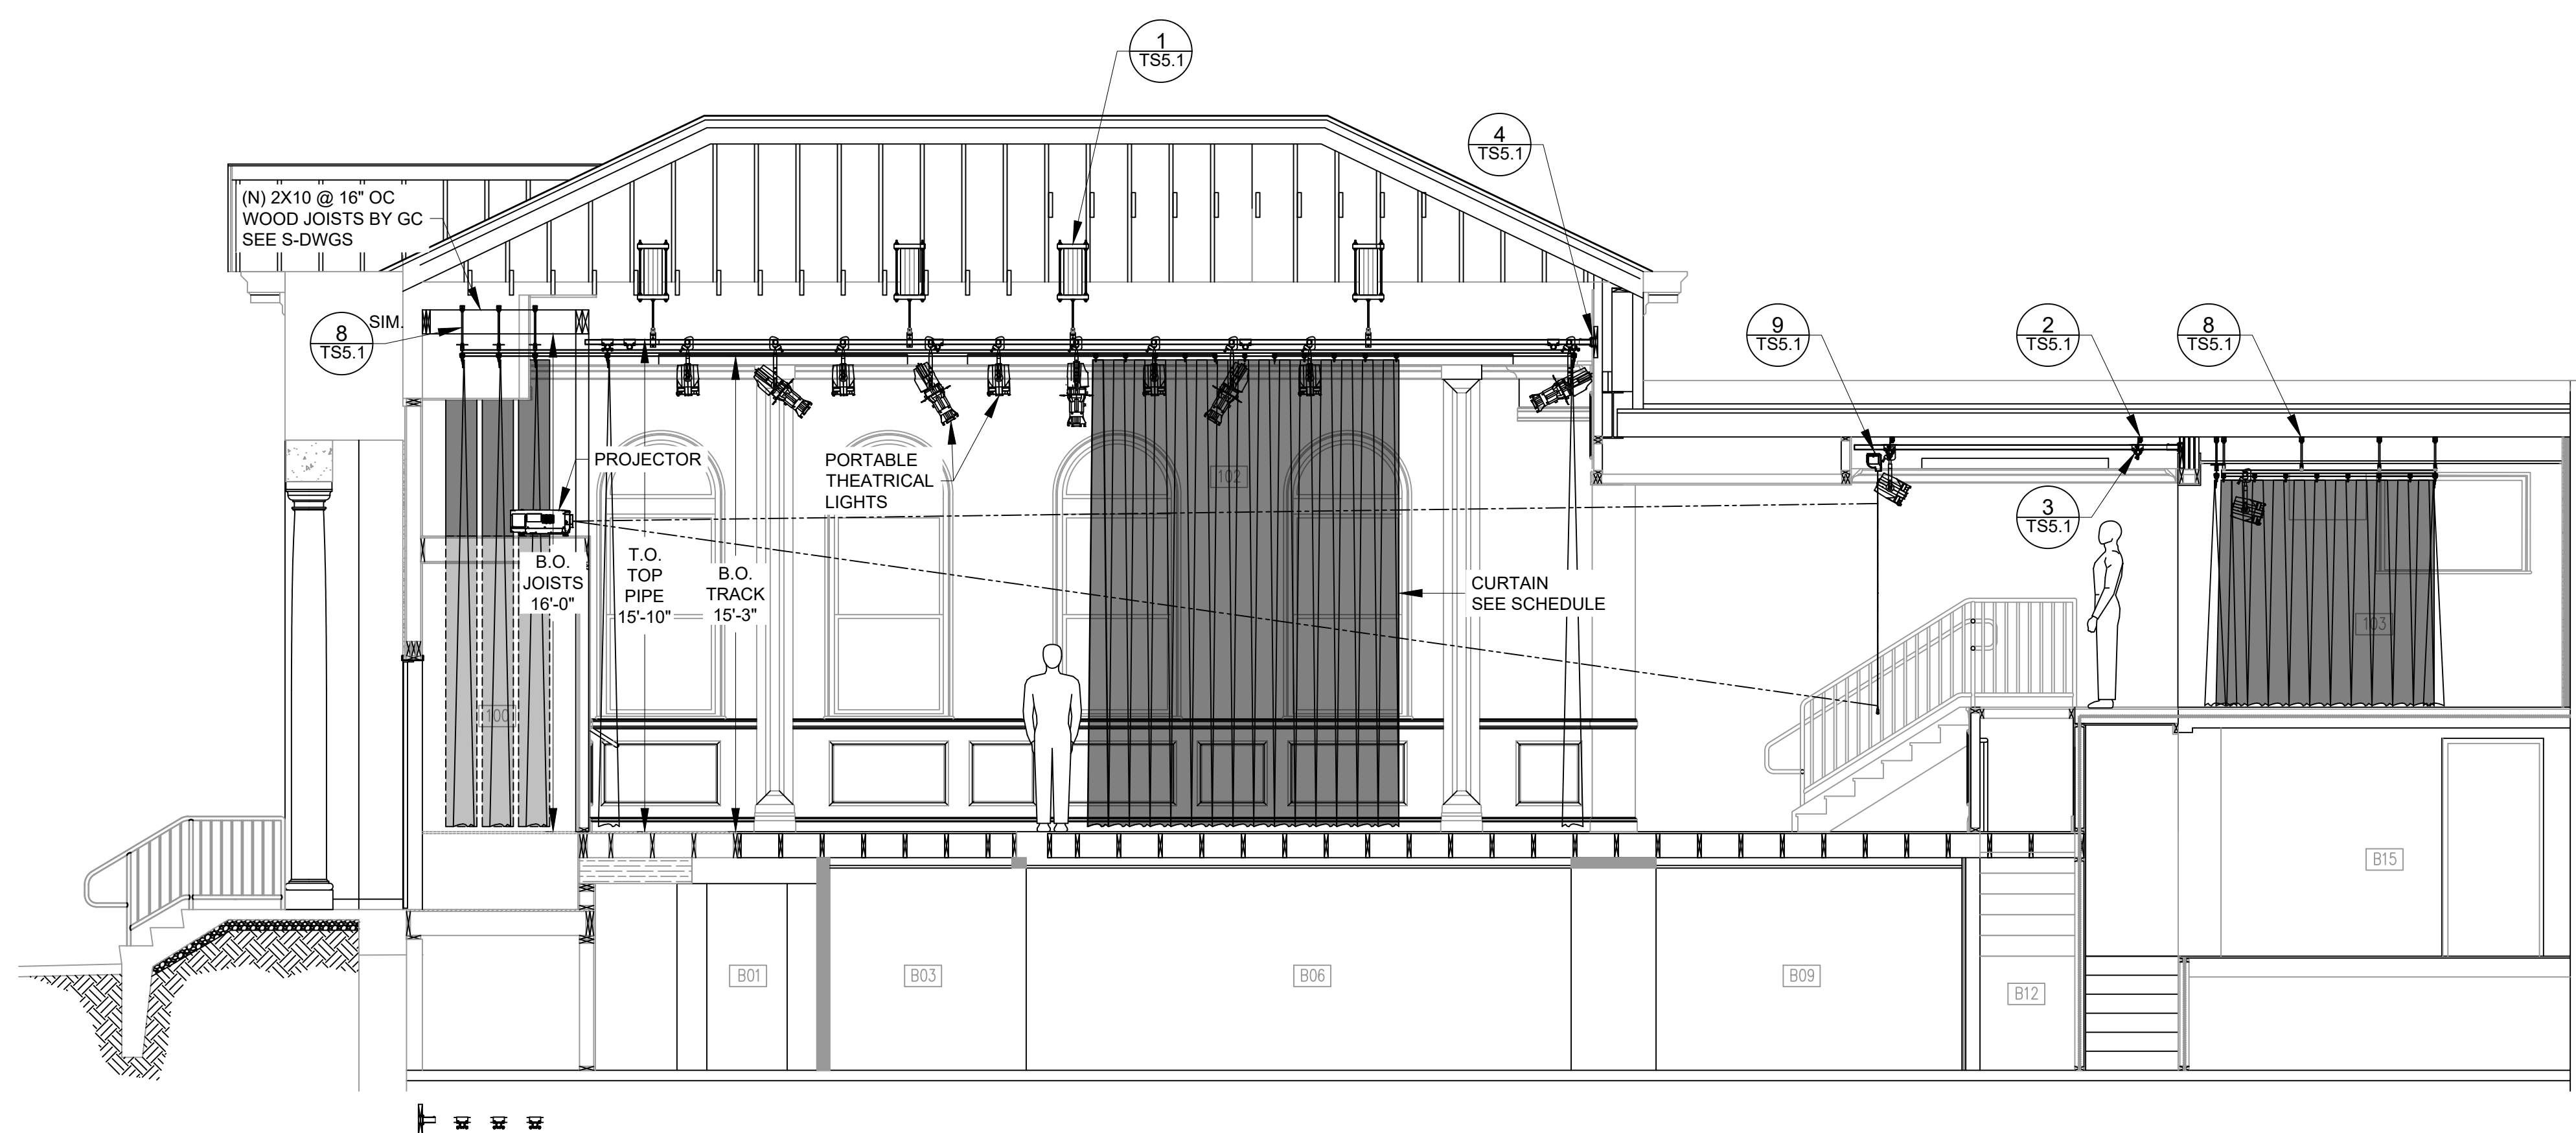 1
TS5.1
4
TS5.1
(N) 2X10 @ 16" OC
WOOD JOISTS BY GC
SEE S-DWGS
8
TS5.1
SIM.
9
TS5.1
2
TS5.1
8
TS5.1
PROJECTOR
PORTABLE
THEATRICAL
LIGHTS
102
3
TS5.1
B.O.
JOISTS
16'-0"
T.O.
TOP
PIPE
15'-10"
B.O.
TRACK
15'-3"
CURTAIN
SEE SCHEDULE
103
100
B15
B01
B03
B06
B09
B12